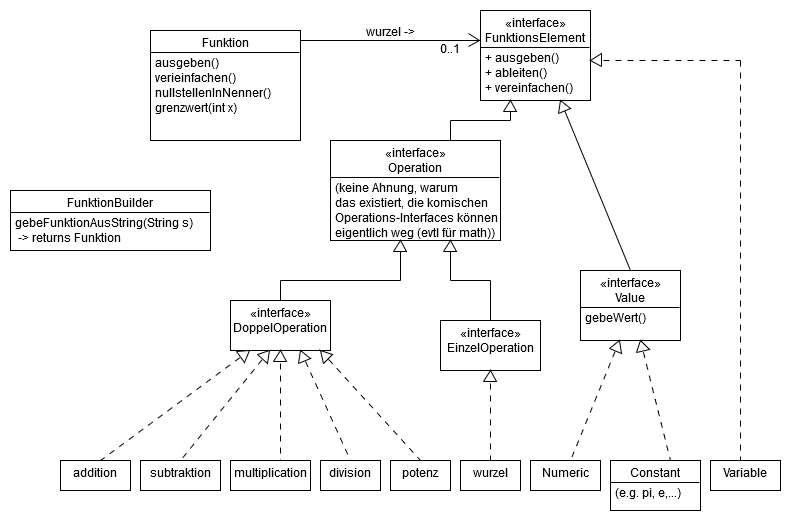 Funktion
ausgeben()
verieinfachen()
nullstellenInNenner()
grenzwert(int x)
wurzel ->
0..1
«interface»
FunktionsElement
+ ausgeben()
+ ableiten()
+ vereinfachen()
«interface»
Operation
(keine Ahnung, warum
das existiert, die komischen
Operations-Interfaces können
eigentlich weg (evtl für math))
FunktionBuilder
gebeFunktionAusString(String s)
-> returns Funktion
«interface»
Value
gebeWert()
«interface»
DoppelOperation
«interface»
EinzelOperation
addition
subtraktion
multiplication
division
potenz
wurzel
Numeric
Constant
(e.g. pi, e,...)
Variable